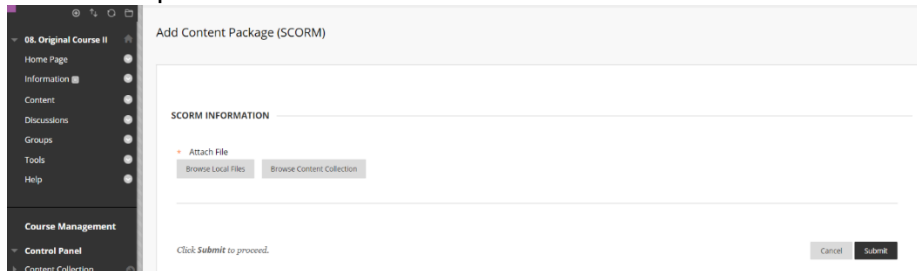 08. Original Course II
Home Page
Information
Content
Discussions
Groups
Tools
Help
Course Management
Control Panel
Content Collection
Add Content Package (SCORM)
SCORM INFORMATION
* Attach File
Browse Local Files Browse Content Collection
Click Submit to proceed.
Cancel Submit